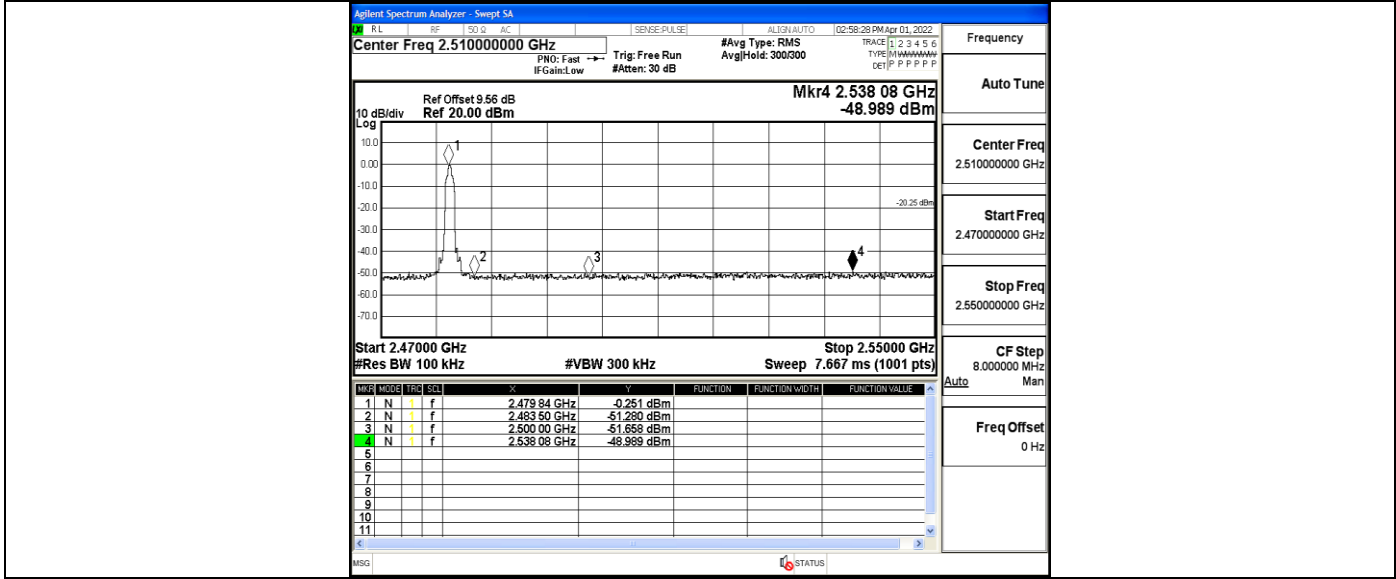 Agilent Spectrum Analyzer - Swept SA
RL RF 50 Ω AC SENSE:PULSE ALIGNAUTO 02:58:28 PM Apr 01, 2022
Center Freq 2.510000000 GHz
PNO: Fast
IFGain:Low
Trig: Free Run
#Atten: 30 dB
#Avg Type: RMS
Avg|Hold: 300/300
TRACE 1 2 3 4 5 6
TYPE M
DET P P P P P P
Ref Offset 9.56 dB
10 dB/div Ref 20.00 dBm
Log
Mkr4 2.538 08 GHz
-48.989 dBm
10.0
0.00
-10.0
-20.0
-30.0
-40.0
-50.0
-60.0
-70.0
1
2
3
4
-20.25 dBm
Start 2.47000 GHz Stop 2.55000 GHz
#Res BW 100 kHz #VBW 300 kHz Sweep 7.667 ms (1001 pts)
MKR MODE TRC SCL X Y FUNCTION FUNCTION WIDTH FUNCTION VALUE
1 N 1 f 2.479 84 GHz -0.251 dBm
2 N 1 f 2.483 50 GHz -51.280 dBm
3 N 1 f 2.500 00 GHz -51.658 dBm
4 N 1 f 2.538 08 GHz -48.989 dBm
5
6
7
8
9
10
11
MSG STATUS
Frequency
Auto Tune
Center Freq
2.510000000 GHz
Start Freq
2.470000000 GHz
Stop Freq
2.550000000 GHz
CF Step
8.000000 MHz
Auto Man
Freq Offset
0 Hz